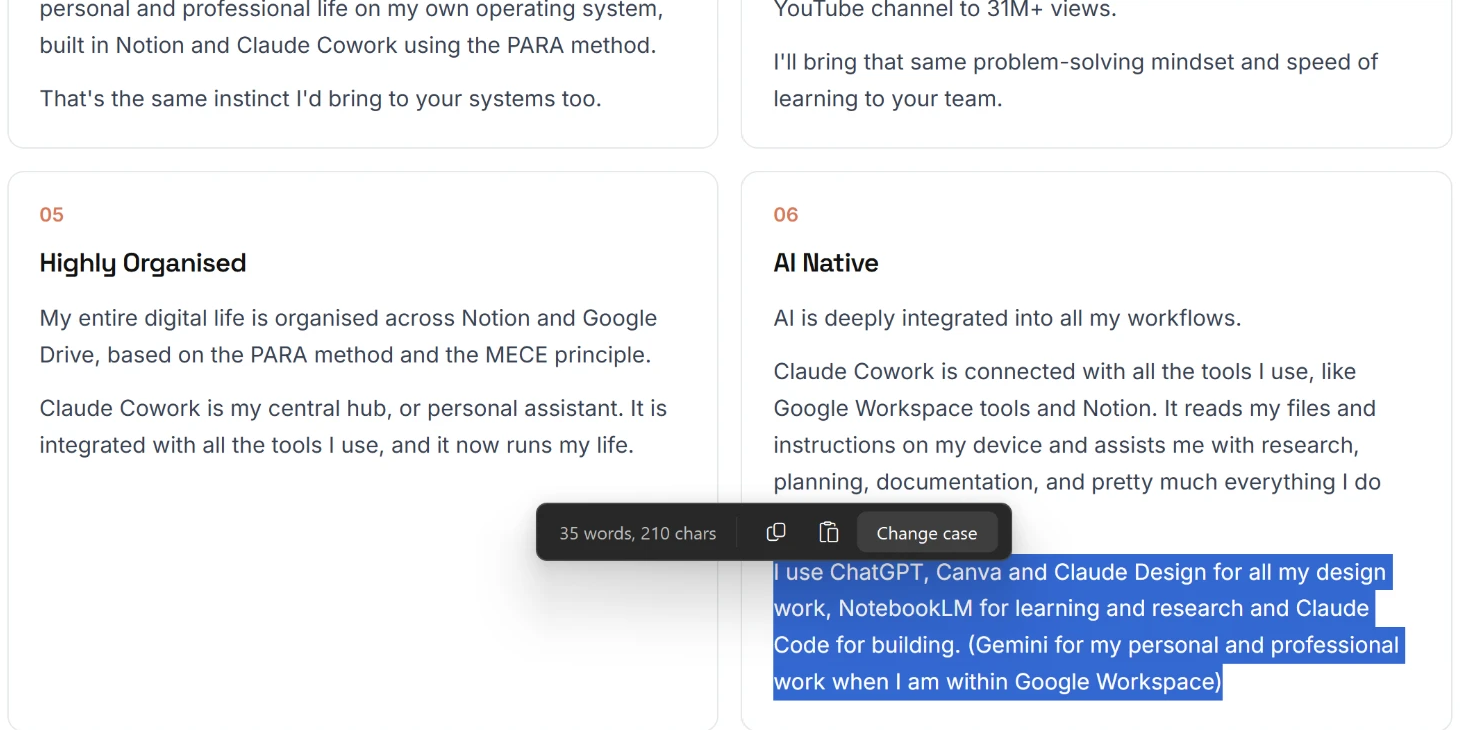 personal and professional life on my own operating system,
built in Notion and Claude Cowork using the PARA method.
That's the same instinct I'd bring to your systems too.
YouTube channel to 31M+ views.
I'll bring that same problem-solving mindset and speed of
learning to your team.
05
Highly Organised
My entire digital life is organised across Notion and Google
Drive, based on the PARA method and the MECE principle.
Claude Cowork is my central hub, or personal assistant. It is
integrated with all the tools I use, and it now runs my life.
06
AI Native
AI is deeply integrated into all my workflows.
Claude Cowork is connected with all the tools I use, like
Google Workspace tools and Notion. It reads my files and
instructions on my device and assists me with research,
planning, documentation, and pretty much everything I do
35 words, 210 chars
Change case
I use ChatGPT, Canva and Claude Design for all my design
work, NotebookLM for learning and research and Claude
Code for building. (Gemini for my personal and professional
work when I am within Google Workspace)